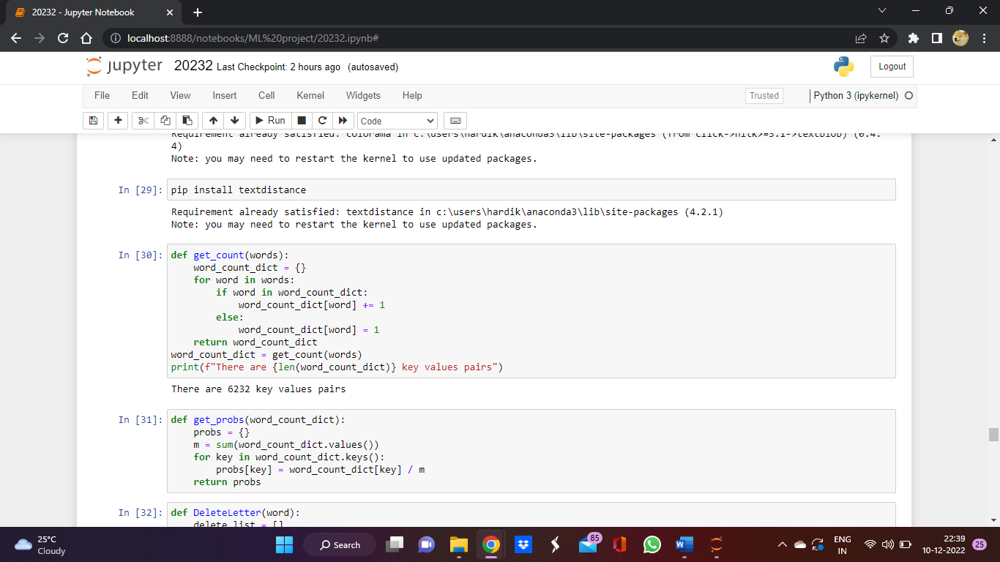 20232 - Jupyter Notebook
localhost:8888/notebooks/ML%20project/20232.ipynb#
jupyter 20232 Last Checkpoint: 2 hours ago (autosaved)
Logout
File Edit View Insert Cell Kernel Widgets Help
Trusted
Python 3 (ipykernel)
Run
Code
Requirement already satisfied: colorama in c:\users\hardik\anaconda3\lib\site-packages (from click->nltk>=3.1->textblob) (0.4.
4)
Note: you may need to restart the kernel to use updated packages.
In [29]: pip install textdistance
Requirement already satisfied: textdistance in c:\users\hardik\anaconda3\lib\site-packages (4.2.1)
Note: you may need to restart the kernel to use updated packages.
In [30]: def get_count(words):
    word_count_dict = {}
    for word in words:
        if word in word_count_dict:
            word_count_dict[word] += 1
        else:
            word_count_dict[word] = 1
    return word_count_dict
word_count_dict = get_count(words)
print(f"There are {len(word_count_dict)} key values pairs")
There are 6232 key values pairs
In [31]: def get_probs(word_count_dict):
    probs = {}
    m = sum(word_count_dict.values())
    for key in word_count_dict.keys():
        probs[key] = word_count_dict[key] / m
    return probs
In [32]: def DeleteLetter(word):
    delete_list = []
25°C
Cloudy
Search
85
ENG
IN
22:39
10-12-2022
25